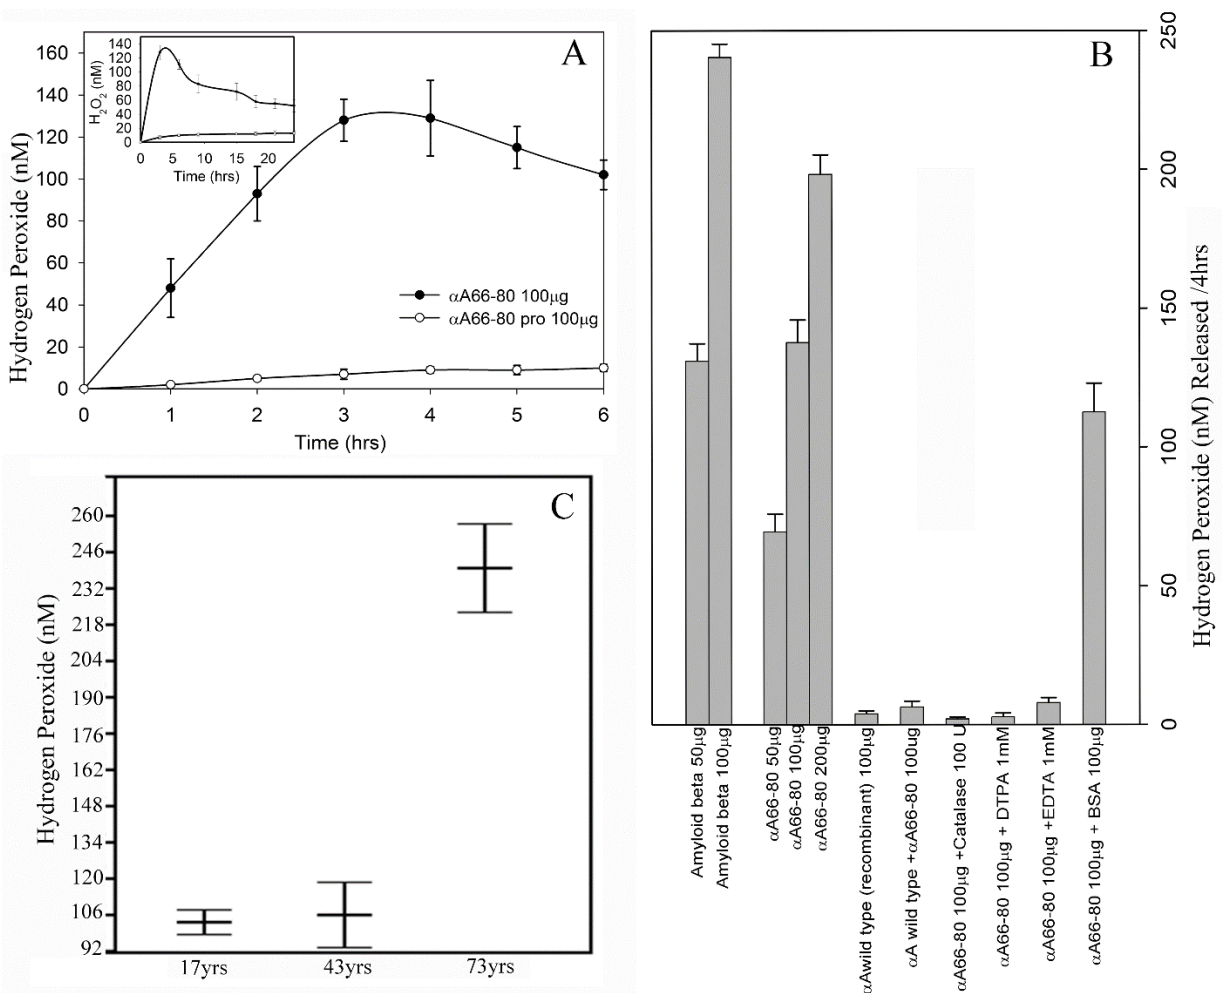 A
Hydrogen Peroxide (nM)
160
140
120
100
80
60
40
20
0
0 1 2 3 4 5 6
Time (hrs)
αA66-80 100µg
αA66-80 pro 100µg
H2O2 (nM)
140
120
100
80
60
40
20
0
0 5 10 15 20
Time (hrs)
B
Hydrogen Peroxide (nM) Released /4hrs
250
200
150
100
50
0
Amyloid beta 50µg
Amyloid beta 100µg
αA66-80 50µg
αA66-80 100µg
αA66-80 200µg
αAwild type (recombinant) 100µg
αA wild type +αA66-80 100ug
αA66-80 100µg +Catalase 100 U
αA66-80 100µg + DTPA 1mM
αA66-80 100µg +EDTA 1mM
αA66-80 100µg + BSA 100µg
C
Hydrogen Peroxide (nM)
260
246
232
218
204
190
176
162
148
134
120
106
92
17yrs 43yrs 73yrs